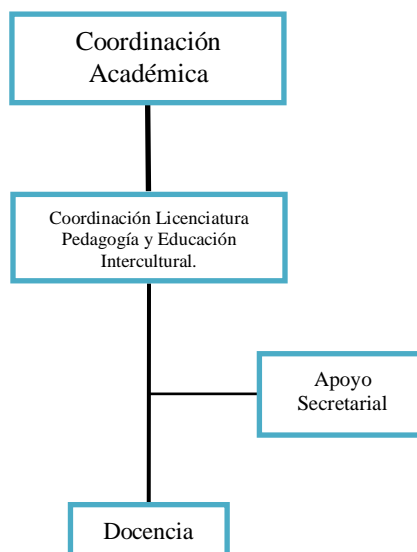 Coordinación
Académica
Coordinación Licenciatura
Pedagogía y Educación
Intercultural.
Apoyo
Secretarial
Docencia